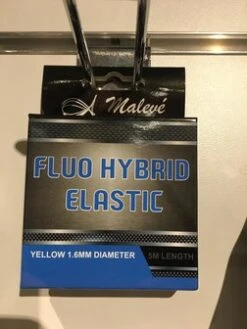 Malevé
FLUO HYBRID
ELASTIC
YELLOW 1.6MM DIAMETER
5M LENGTH